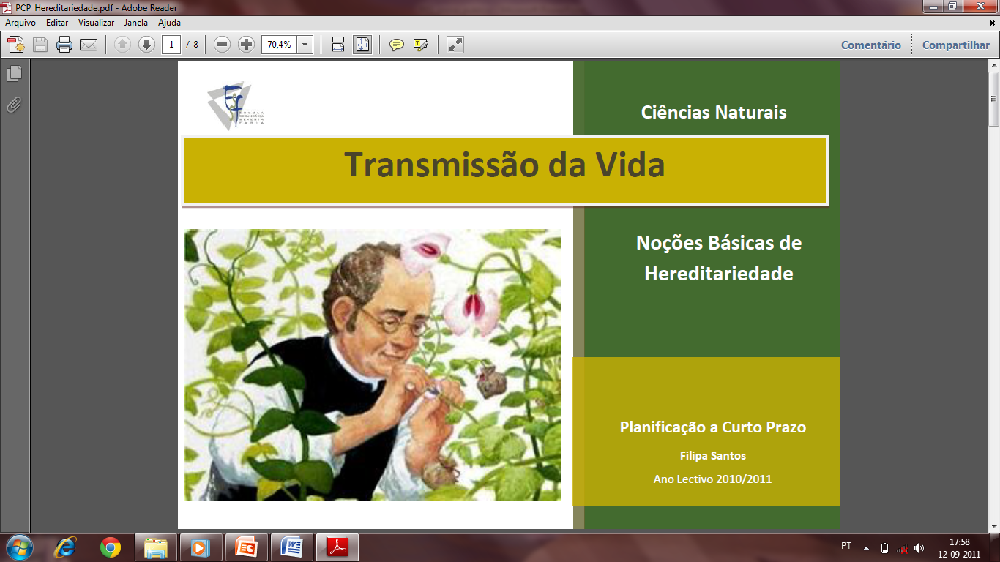 PCP_Hereditariedade.pdf - Adobe Reader
Arquivo Editar Visualizar Janela Ajuda
1 / 8 70,4% Comentário Compartilhar
Ciências Naturais
Transmissão da Vida
Noções Básicas de
Hereditariedade
Planificação a Curto Prazo
Filipa Santos
Ano Lectivo 2010/2011
PT 17:58
12-09-2011